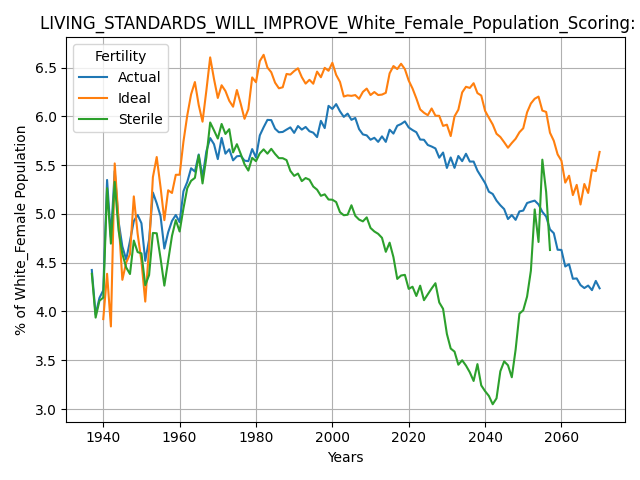 LIVING_STANDARDS_WILL_IMPROVE_White_Female_Population_Scoring:
Fertility
Actual
Ideal
Sterile
% of White_Female Population
6.5
6.0
5.5
5.0
4.5
4.0
3.5
3.0
1940
1960
1980
2000
2020
2040
2060
Years